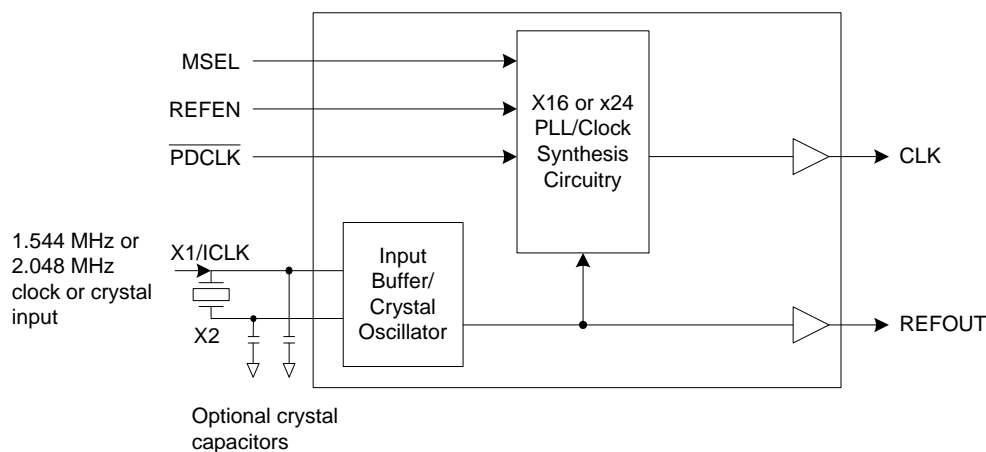 MSEL
REFEN
PDCLK
X16 or x24
PLL/Clock
Synthesis
Circuitry
CLK
1.544 MHz or
2.048 MHz
clock or crystal
input
X1/ICLK
X2
Input
Buffer/
Crystal
Oscillator
REFOUT
Optional crystal
capacitors